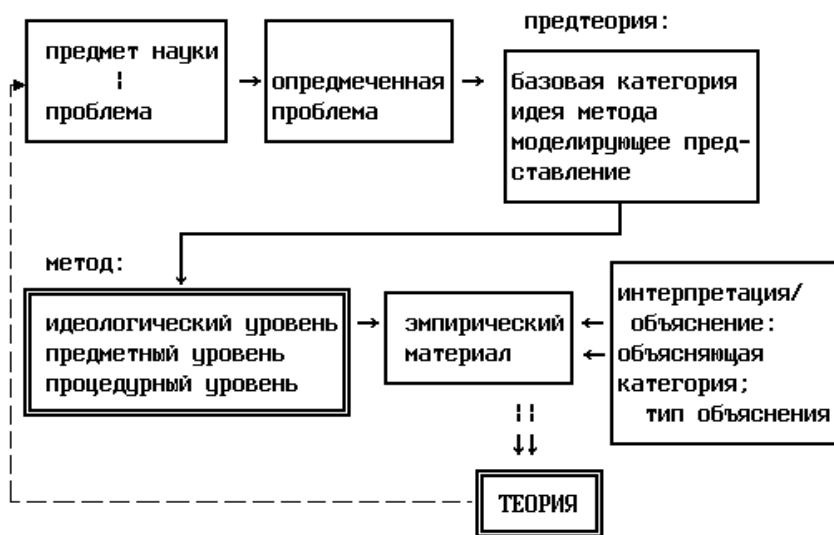 предмет науки
проблема
опредмеченная
проблема
предтеория:
базовая категория
идея метода
моделирующее пред-
ставление
метод:
идеологический уровень
предметный уровень
процедурный уровень
эмпирический
материал
интерпретация/
объяснение:
объясняющая
категория;
тип объяснения
ТЕОРИЯ